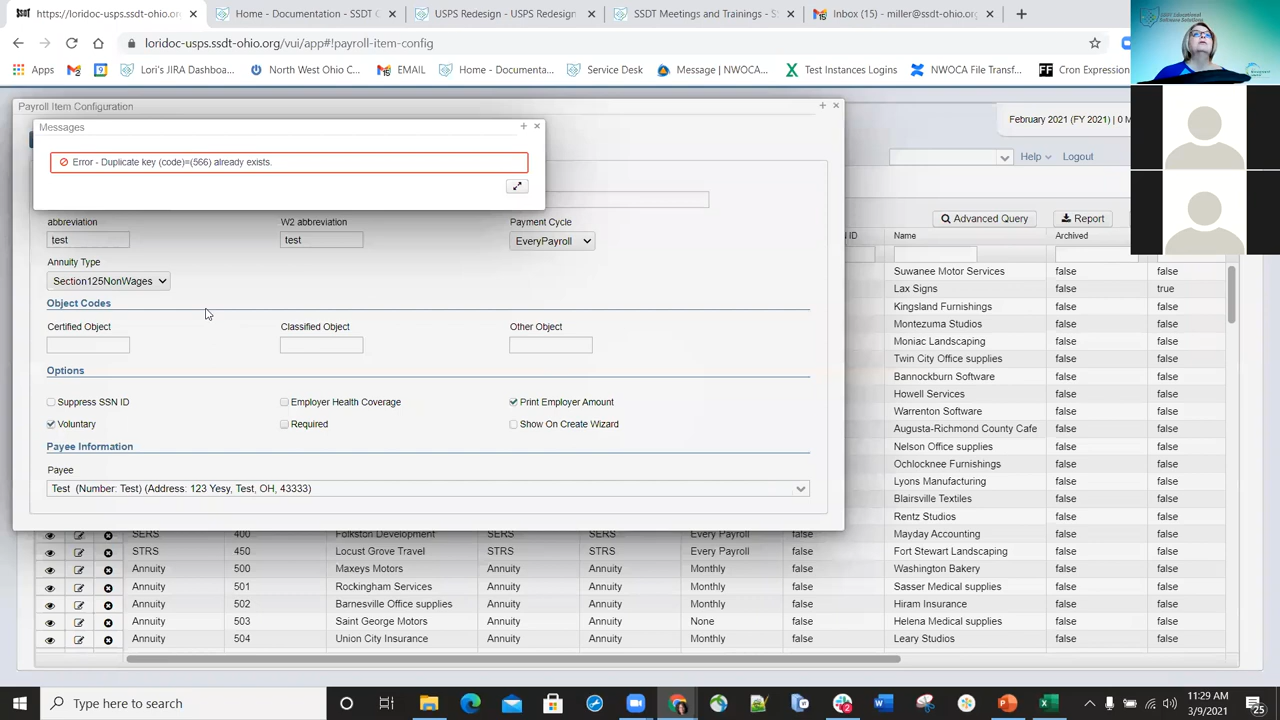 https://loridoc-usps.ssdt-ohio.org/vui
Home - Documentation - SSDT C
USPS Release - USPS Redesign
SSDT Meetings and Trainings - S
Inbox (15) - miller@ssdt-ohio.org
loridoc-usps.ssdt-ohio.org/vui/app#!payroll-item-config
Apps
Lori's JIRA Dashboa...
North West Ohio C...
EMAIL
Home - Documenta...
Service Desk
Message | NWOCA...
Test Instances Logins
NWOCA File Transf...
Cron Expression
Payroll Item Configuration
February 2021 (FY 2021) | 0 M
Messages
Error - Duplicate key (code)=(566) already exists.
Help
Logout
Advanced Query
Report
abbreviation
W2 abbreviation
Payment Cycle
test
test
EveryPayroll
Annuity Type
Section125NonWages
Object Codes
Certified Object
Classified Object
Other Object
Options
Suppress SSN ID
Employer Health Coverage
Print Employer Amount
Voluntary
Required
Show On Create Wizard
Payee Information
Payee
Test (Number: Test) (Address: 123 Yesy, Test, OH, 43333)
ID Name Archived
Suwanee Motor Services false false
Lax Signs false true
Kingsland Furnishings false false
Montezuma Studios false false
Moniac Landscaping false false
Twin City Office supplies false false
Bannockburn Software false false
Howell Services false false
Warrenton Software false false
Augusta-Richmond County Cafe false false
Nelson Office supplies false false
Ochlocknee Furnishings false false
Lyons Manufacturing false false
Blairsville Textiles false false
Rentz Studios false false
SERS 400 Folkston Development SERS SERS Every Payroll false Mayday Accounting false false
STRS 450 Locust Grove Travel STRS STRS Every Payroll false Fort Stewart Landscaping false false
Annuity 500 Maxeys Motors Annuity Annuity Monthly false Washington Bakery false false
Annuity 501 Rockingham Services Annuity Annuity Monthly false Sasser Medical supplies false false
Annuity 502 Barnesville Office supplies Annuity Annuity Monthly false Hiram Insurance false false
Annuity 503 Saint George Motors Annuity Annuity None false Helena Medical supplies false false
Annuity 504 Union City Insurance Annuity Annuity Monthly false Leary Studios false false
Type here to search
11:29 AM
3/9/2021
25